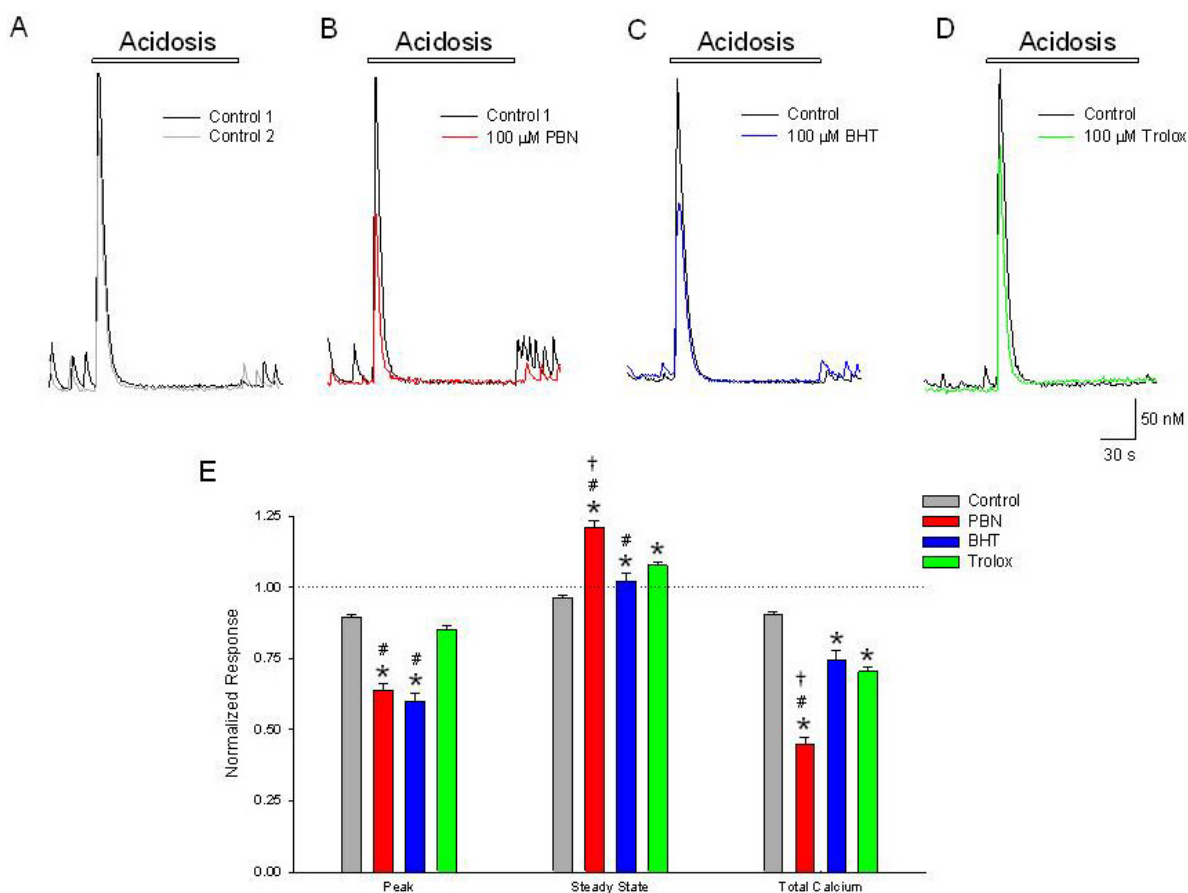 A
Acidosis
Control 1
Control 2
B
Acidosis
Control 1
100 µM PBN
C
Acidosis
Control
100 µM BHT
D
Acidosis
Control
100 µM Trolox
50 nM
30 s
E
Normalized Response
1.25
1.00
0.75
0.50
0.25
0.00
#
*
#
*
†
#
*
#
*
*
†
#
*
*
*
Peak
Steady State
Total Calcium
Control
PBN
BHT
Trolox